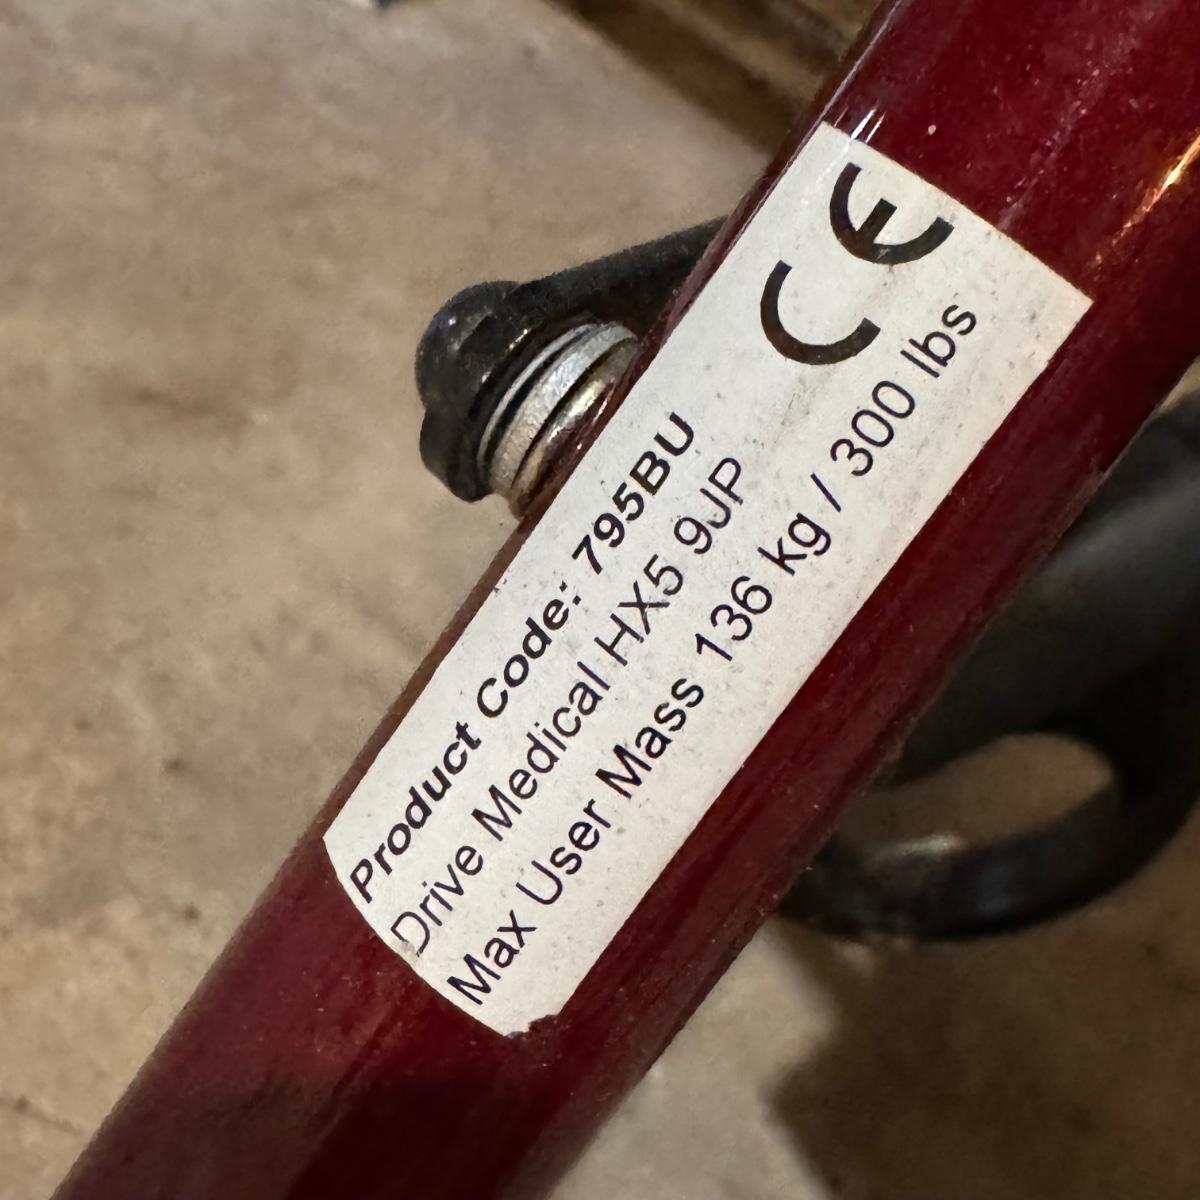 CE
Product Code: 795BU
Drive Medical HX5 9JP
Max User Mass 136 kg / 300 lbs